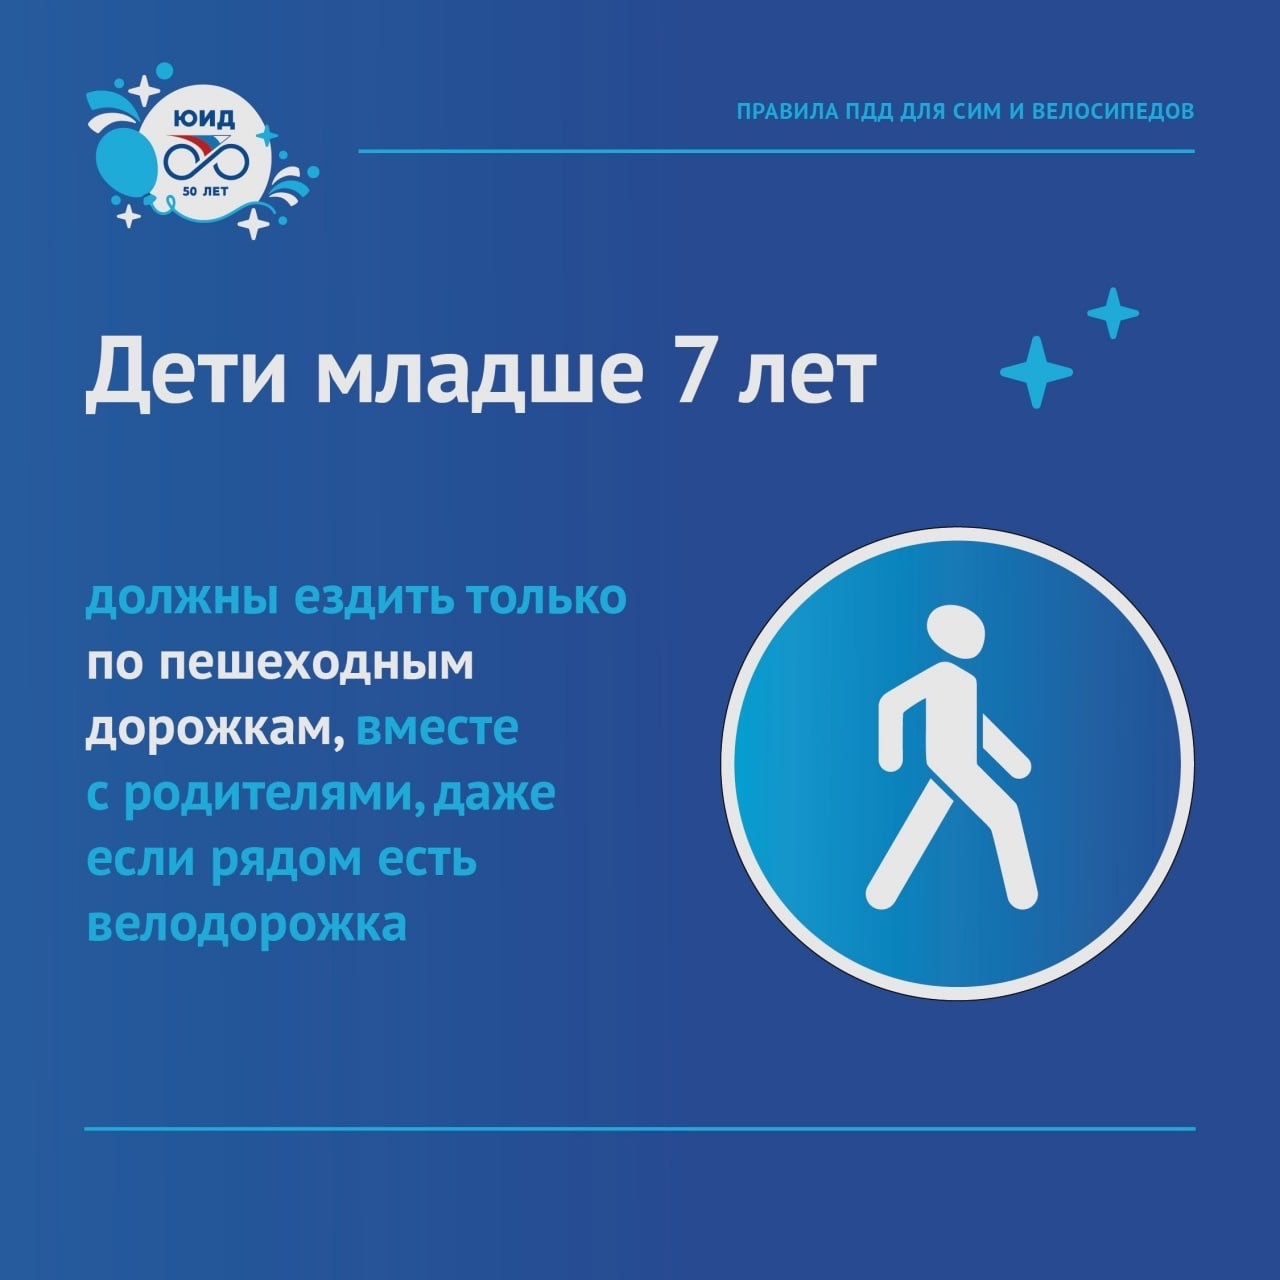 ЮИД
50 ЛЕТ
ПРАВИЛА ПДД ДЛЯ СИМ И ВЕЛОСИПЕДОВ
Дети младше 7 лет
должны ездить только
по пешеходным
дорожкам, вместе
с родителями, даже
если рядом есть
велодорожка